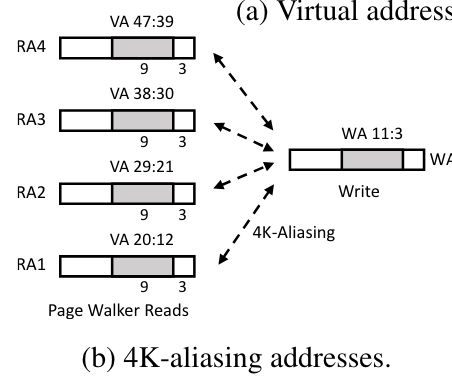 (a) Virtual address
VA 47:39
RA4
9 3
VA 38:30
RA3
9 3
WA 11:3
WA
Write
VA 29:21
RA2
9 3
4K-Aliasing
VA 20:12
RA1
9 3
Page Walker Reads
(b) 4K-aliasing addresses.